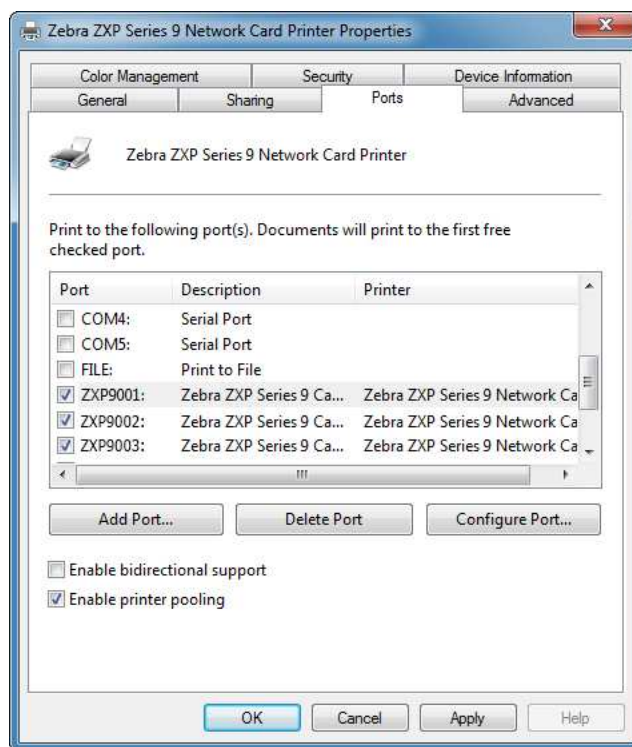 Zebra ZXP Series 9 Network Card Printer Properties
Color Management Security Device Information
General Sharing Ports Advanced
Zebra ZXP Series 9 Network Card Printer
Print to the following port(s). Documents will print to the first free
checked port.
Port Description Printer
COM4: Serial Port
COM5: Serial Port
FILE: Print to File
ZXP9001: Zebra ZXP Series 9 Ca... Zebra ZXP Series 9 Network Ca
ZXP9002: Zebra ZXP Series 9 Ca... Zebra ZXP Series 9 Network Ca
ZXP9003: Zebra ZXP Series 9 Ca... Zebra ZXP Series 9 Network Ca
Add Port... Delete Port Configure Port...
Enable bidirectional support
Enable printer pooling
OK Cancel Apply Help